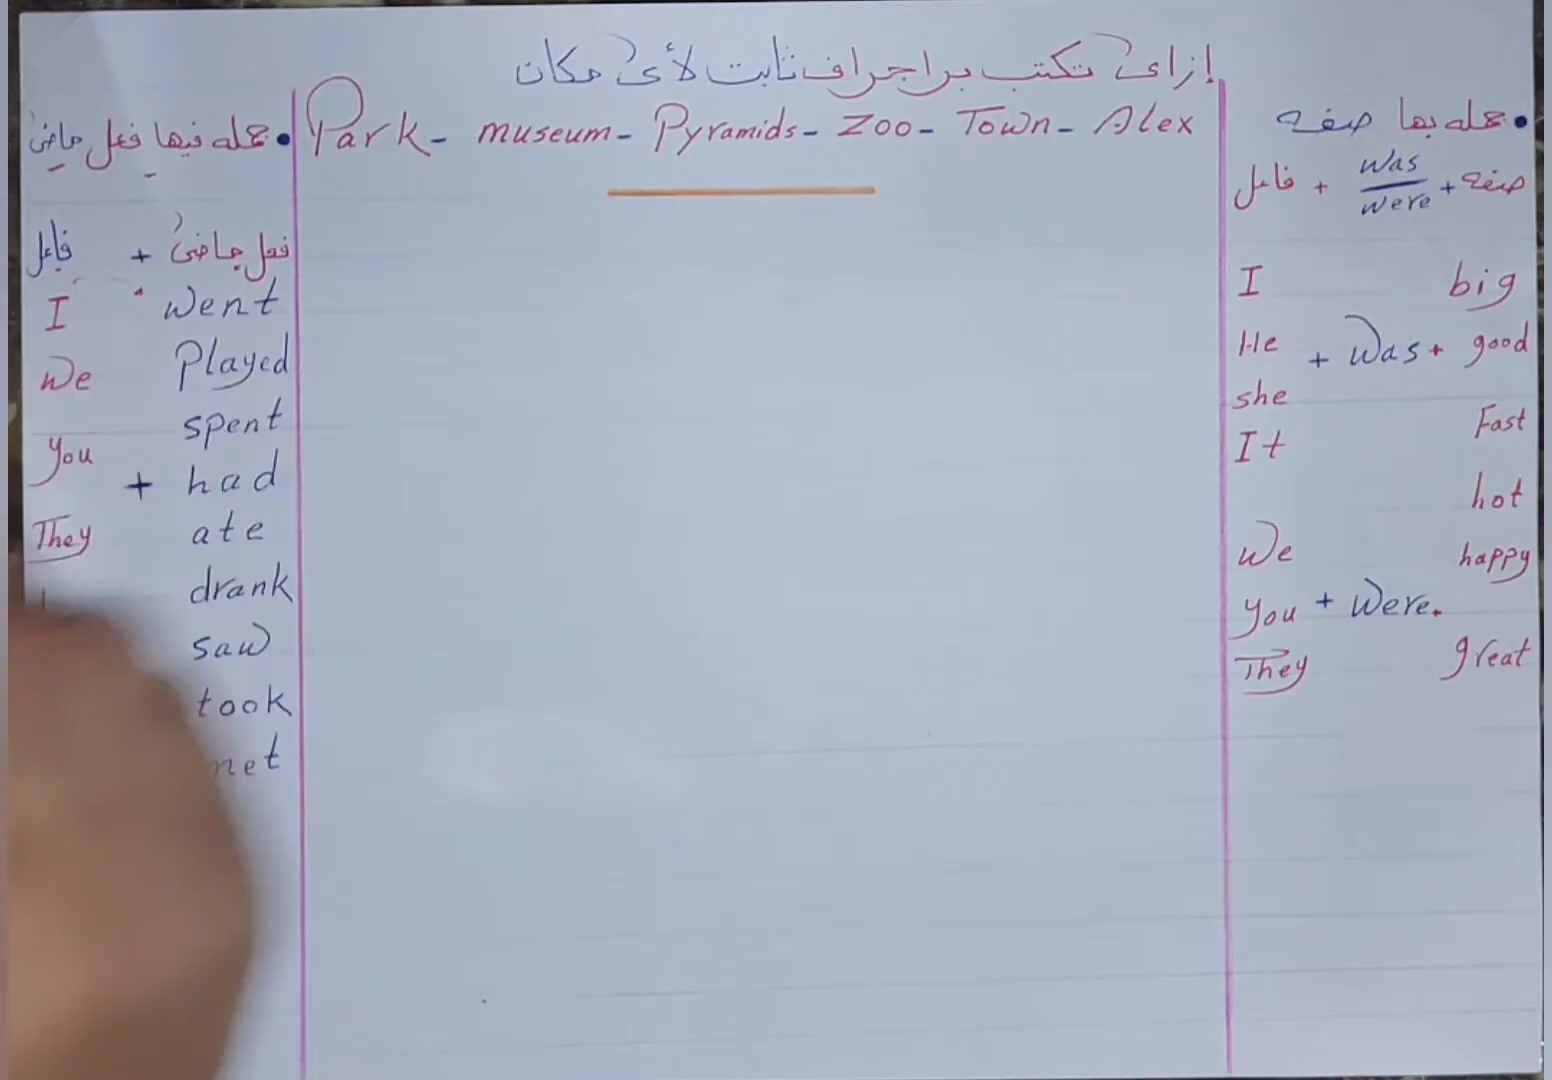 إزاى تكتب براجراف ثابت لأى مكان
Park - museum - Pyramids - Zoo - Town - Alex
• جمله فيها فعل ماضى
فاعل + فعل ماضى
I went
We Played
spent
you + had
They ate
drank
saw
took
met
• جمله بها صفه
فاعل + was / were + صفه
I big
He + was + good
she
It Fast
hot
We happy
you + were.
They great